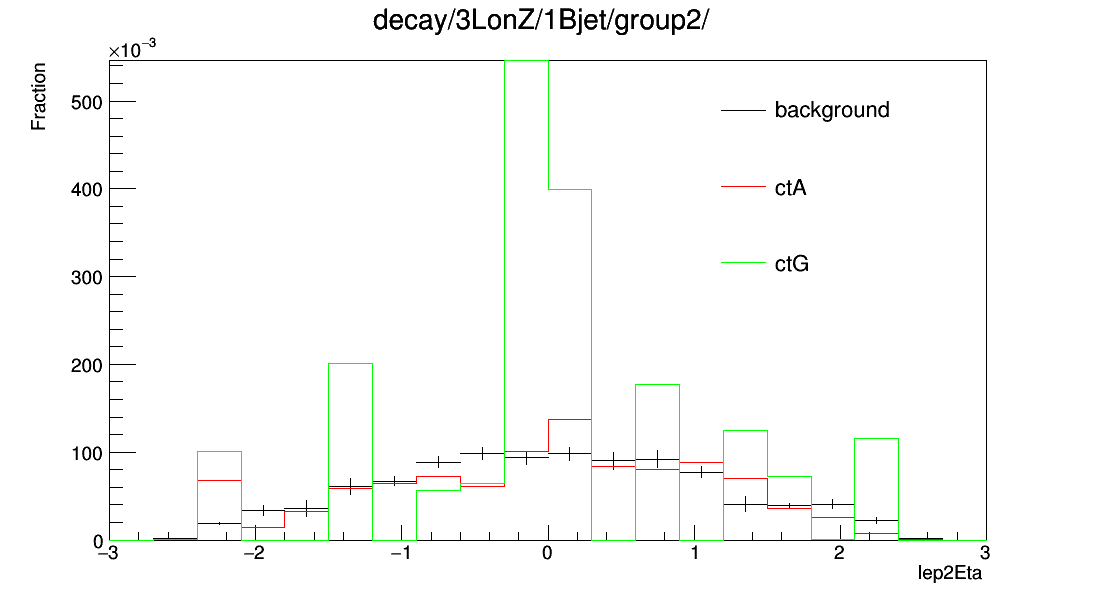 decay/3LonZ/1Bjet/group2/
×10⁻³
Fraction
500
400
300
200
100
0
background
ctA
ctG
−3
−2
−1
0
1
2
3
lep2Eta